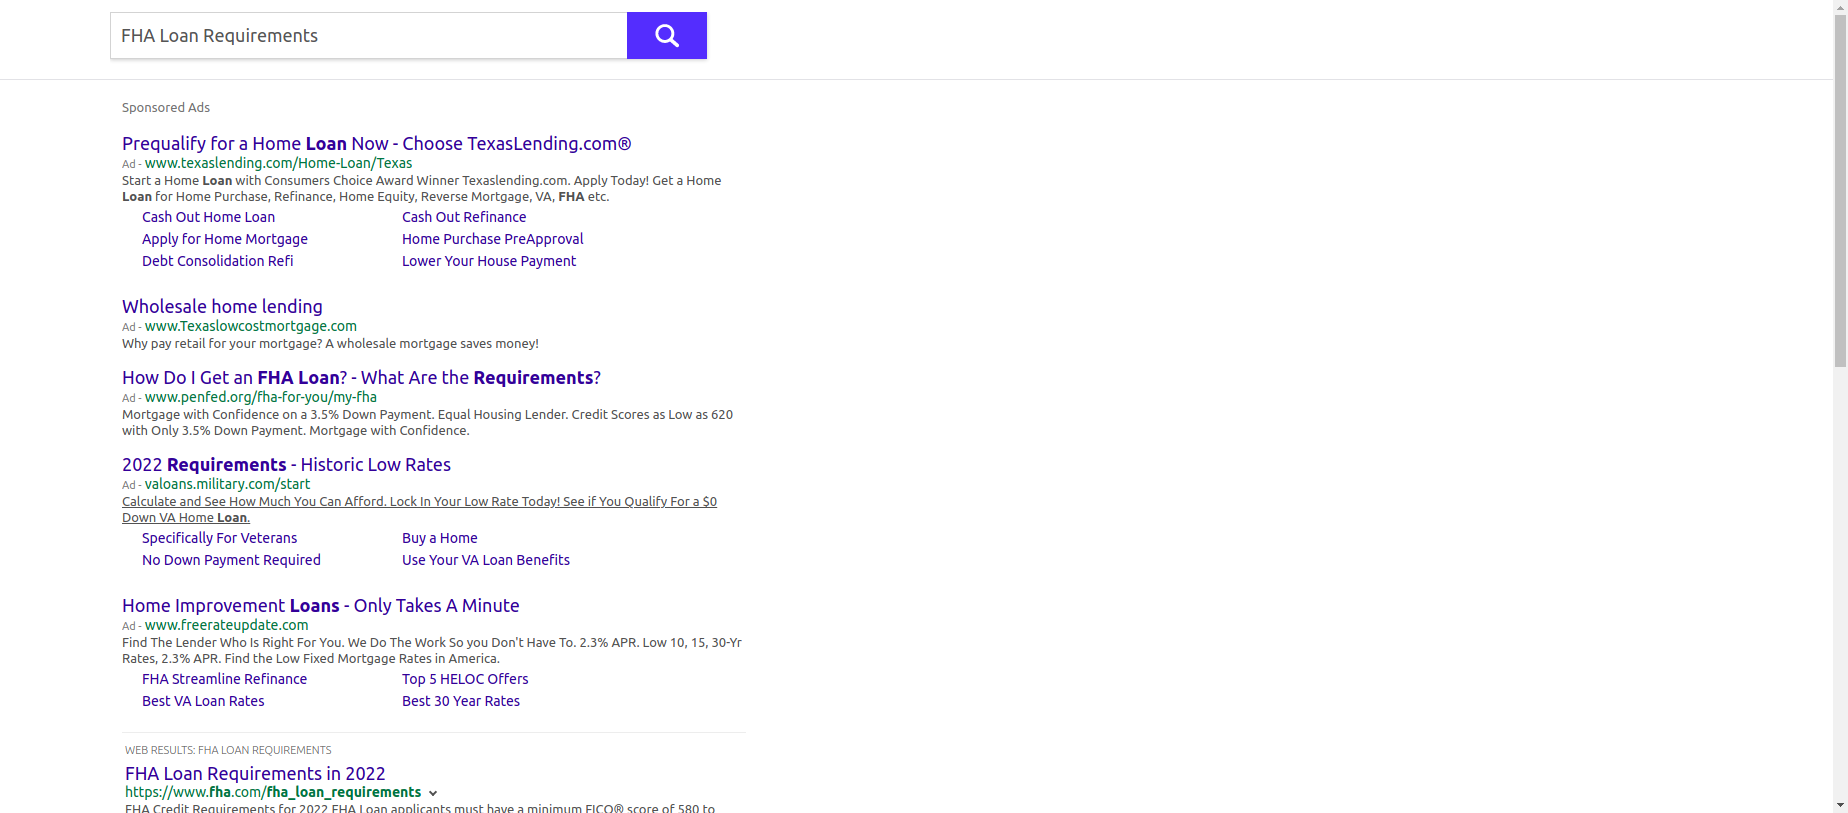 FHA Loan Requirements
Sponsored Ads
Prequalify for a Home Loan Now - Choose TexasLending.com®
Ad - www.texaslending.com/Home-Loan/Texas
Start a Home Loan with Consumers Choice Award Winner Texaslending.com. Apply Today! Get a Home
Loan for Home Purchase, Refinance, Home Equity, Reverse Mortgage, VA, FHA etc.
Cash Out Home Loan Cash Out Refinance
Apply for Home Mortgage Home Purchase PreApproval
Debt Consolidation Refi Lower Your House Payment
Wholesale home lending
Ad - www.Texaslowcostmortgage.com
Why pay retail for your mortgage? A wholesale mortgage saves money!
How Do I Get an FHA Loan? - What Are the Requirements?
Ad - www.penfed.org/fha-for-you/my-fha
Mortgage with Confidence on a 3.5% Down Payment. Equal Housing Lender. Credit Scores as Low as 620
with Only 3.5% Down Payment. Mortgage with Confidence.
2022 Requirements - Historic Low Rates
Ad - valoans.military.com/start
Calculate and See How Much You Can Afford. Lock In Your Low Rate Today! See if You Qualify For a $0
Down VA Home Loan.
Specifically For Veterans Buy a Home
No Down Payment Required Use Your VA Loan Benefits
Home Improvement Loans - Only Takes A Minute
Ad - www.freerateupdate.com
Find The Lender Who Is Right For You. We Do The Work So you Don't Have To. 2.3% APR. Low 10, 15, 30-Yr
Rates, 2.3% APR. Find the Low Fixed Mortgage Rates in America.
FHA Streamline Refinance Top 5 HELOC Offers
Best VA Loan Rates Best 30 Year Rates
WEB RESULTS: FHA LOAN REQUIREMENTS
FHA Loan Requirements in 2022
https://www.fha.com/fha_loan_requirements
FHA Credit Requirements for 2022 FHA Loan applicants must have a minimum FICO® score of 580 to